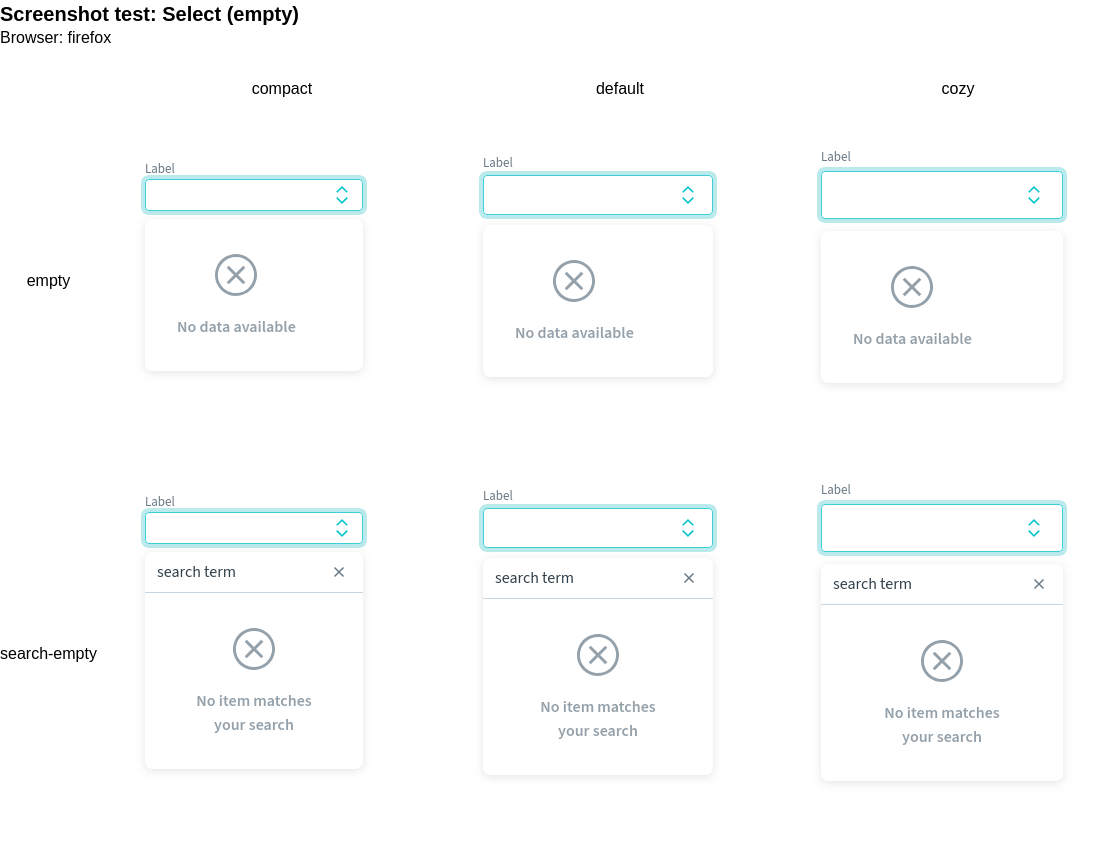 Screenshot test: Select (empty)
Browser: firefox
compact default cozy
Label Label Label
empty
No data available No data available No data available
Label Label Label
search term search term search term
search-empty
No item matches No item matches No item matches
your search your search your search